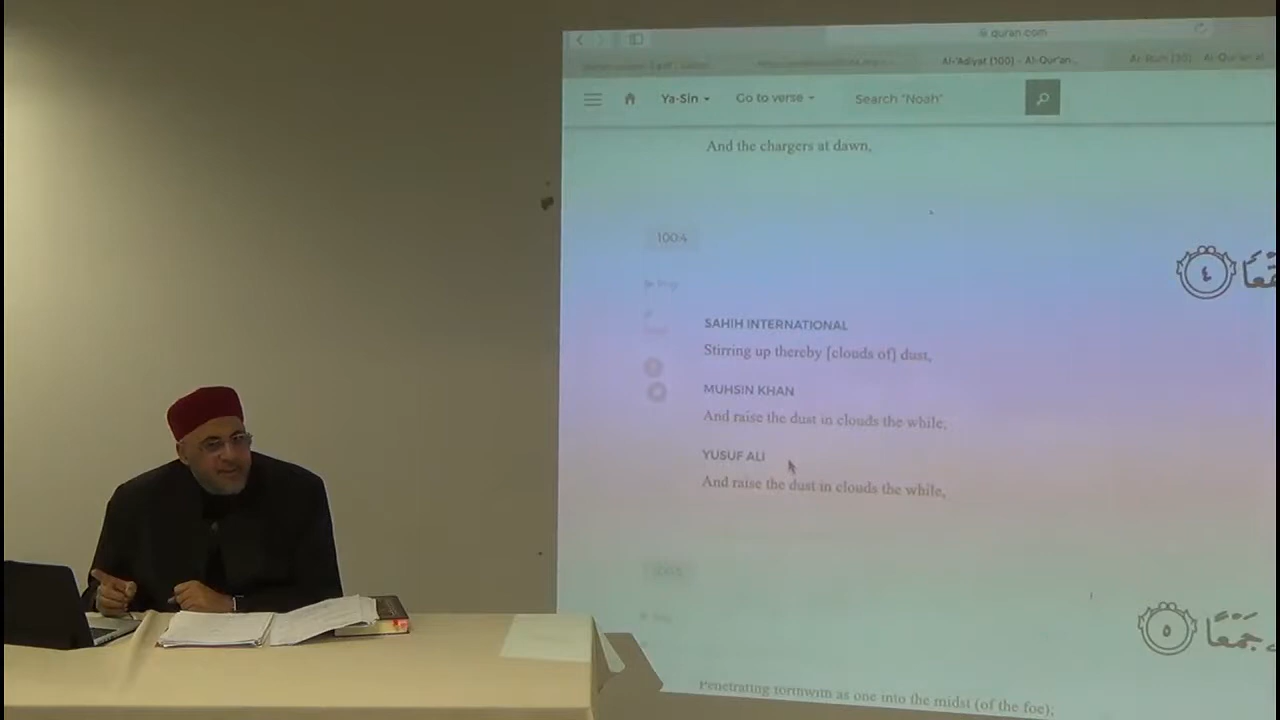 quran.com
Al-'Adiyat (100) - Al-Qur'an...
Ya-Sin
Go to verse
Search "Noah"
And the chargers at dawn,
100:4
٤
SAHIH INTERNATIONAL
Stirring up thereby [clouds of] dust,
MUHSIN KHAN
And raise the dust in clouds the while,
YUSUF ALI
And raise the dust in clouds the while,
٥
جَمْعًا
Penetrating forthwith as one into the midst (of the foe);